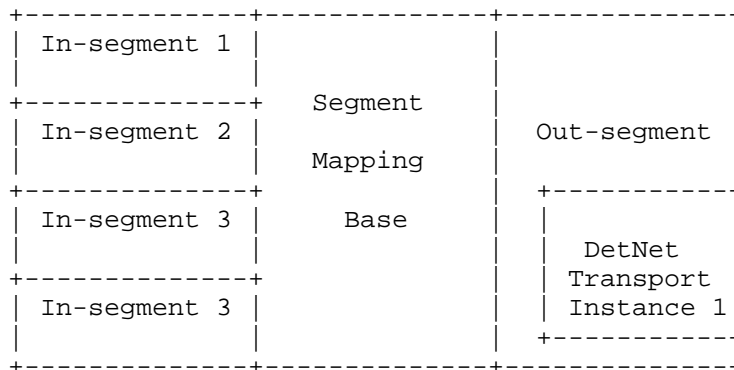 In-segment 1
Segment
In-segment 2
Out-segment
Mapping
In-segment 3
Base
DetNet
Transport
In-segment 3
Instance 1